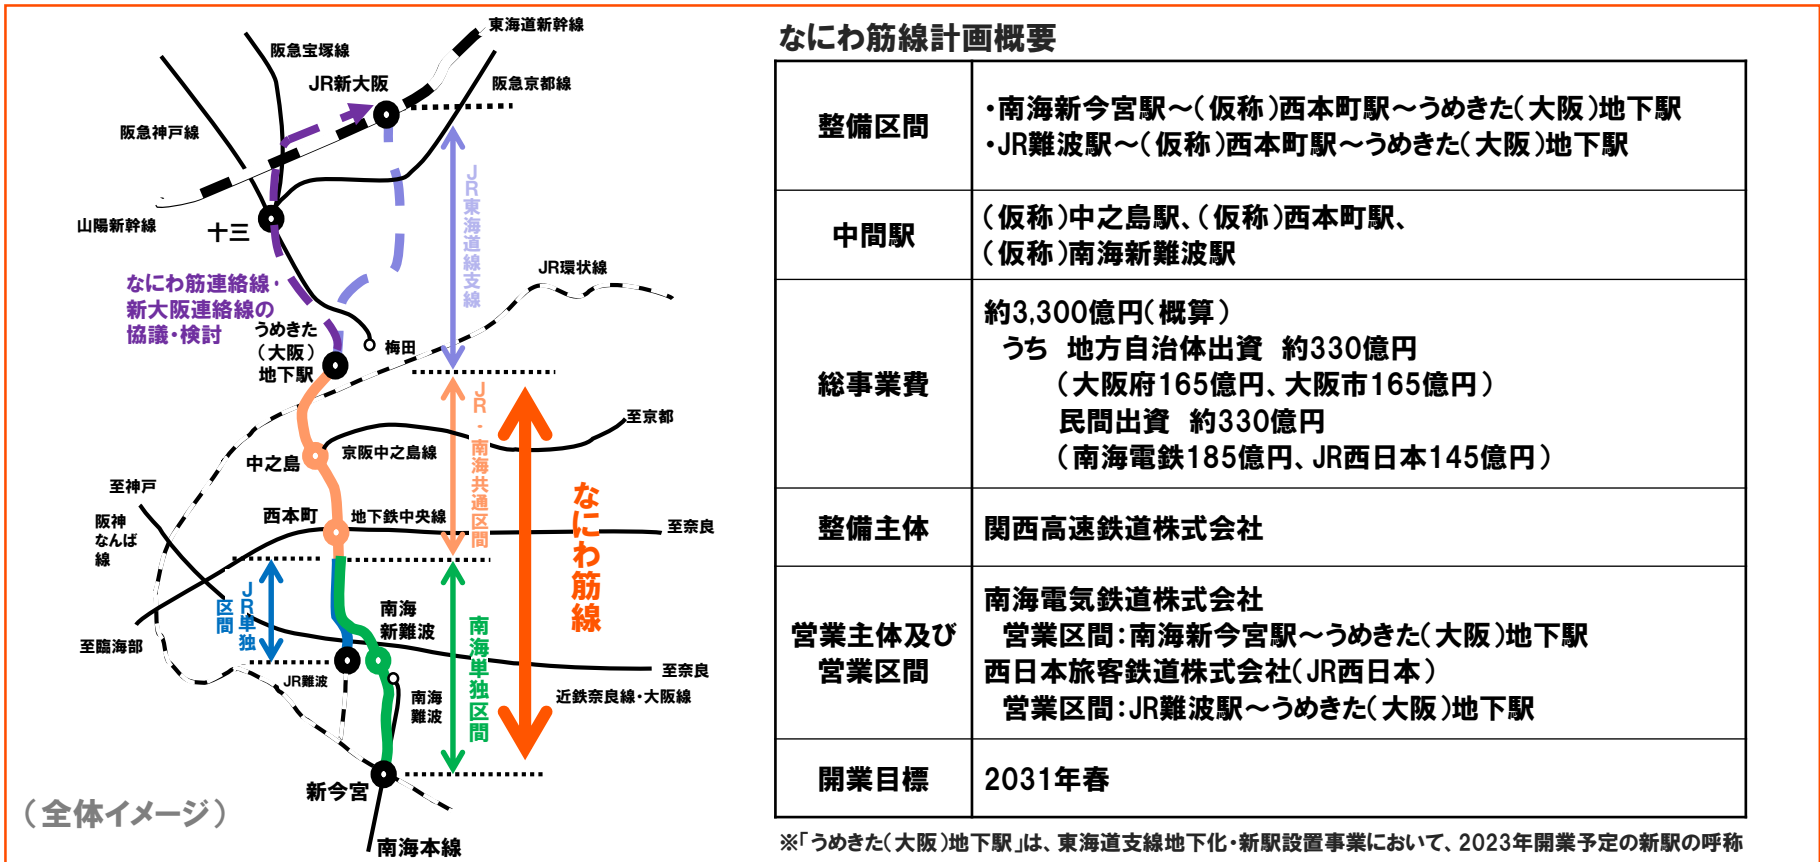 東海道新幹線
阪急宝塚線
JR新大阪
阪急京都線
阪急神戸線
JR東海道線支線
山陽新幹線
十三
JR環状線
なにわ筋連絡線・
新大阪連絡線の
協議・検討
うめきた
（大阪）
地下駅
梅田
JR・南海共通区間
至京都
中之島
京阪中之島線
なにわ筋線
至神戸
西本町
地下鉄中央線
至奈良
阪神
なんば
線
JR単独
区間
南海
新難波
南海単独区間
至臨海部
至奈良
JR難波
南海
難波
近鉄奈良線・大阪線
新今宮
（全体イメージ）
南海本線
なにわ筋線計画概要
整備区間
・南海新今宮駅～（仮称）西本町駅～うめきた（大阪）地下駅
・JR難波駅～（仮称）西本町駅～うめきた（大阪）地下駅
中間駅
（仮称）中之島駅、（仮称）西本町駅、
（仮称）南海新難波駅
総事業費
約3,300億円（概算）
うち　地方自治体出資　約330億円
（大阪府165億円、大阪市165億円）
民間出資　約330億円
（南海電鉄185億円、JR西日本145億円）
整備主体
関西高速鉄道株式会社
営業主体及び
営業区間
南海電気鉄道株式会社
営業区間：南海新今宮駅～うめきた（大阪）地下駅
西日本旅客鉄道株式会社（JR西日本）
営業区間：JR難波駅～うめきた（大阪）地下駅
開業目標
2031年春
※「うめきた（大阪）地下駅」は、東海道支線地下化・新駅設置事業において、2023年開業予定の新駅の呼称